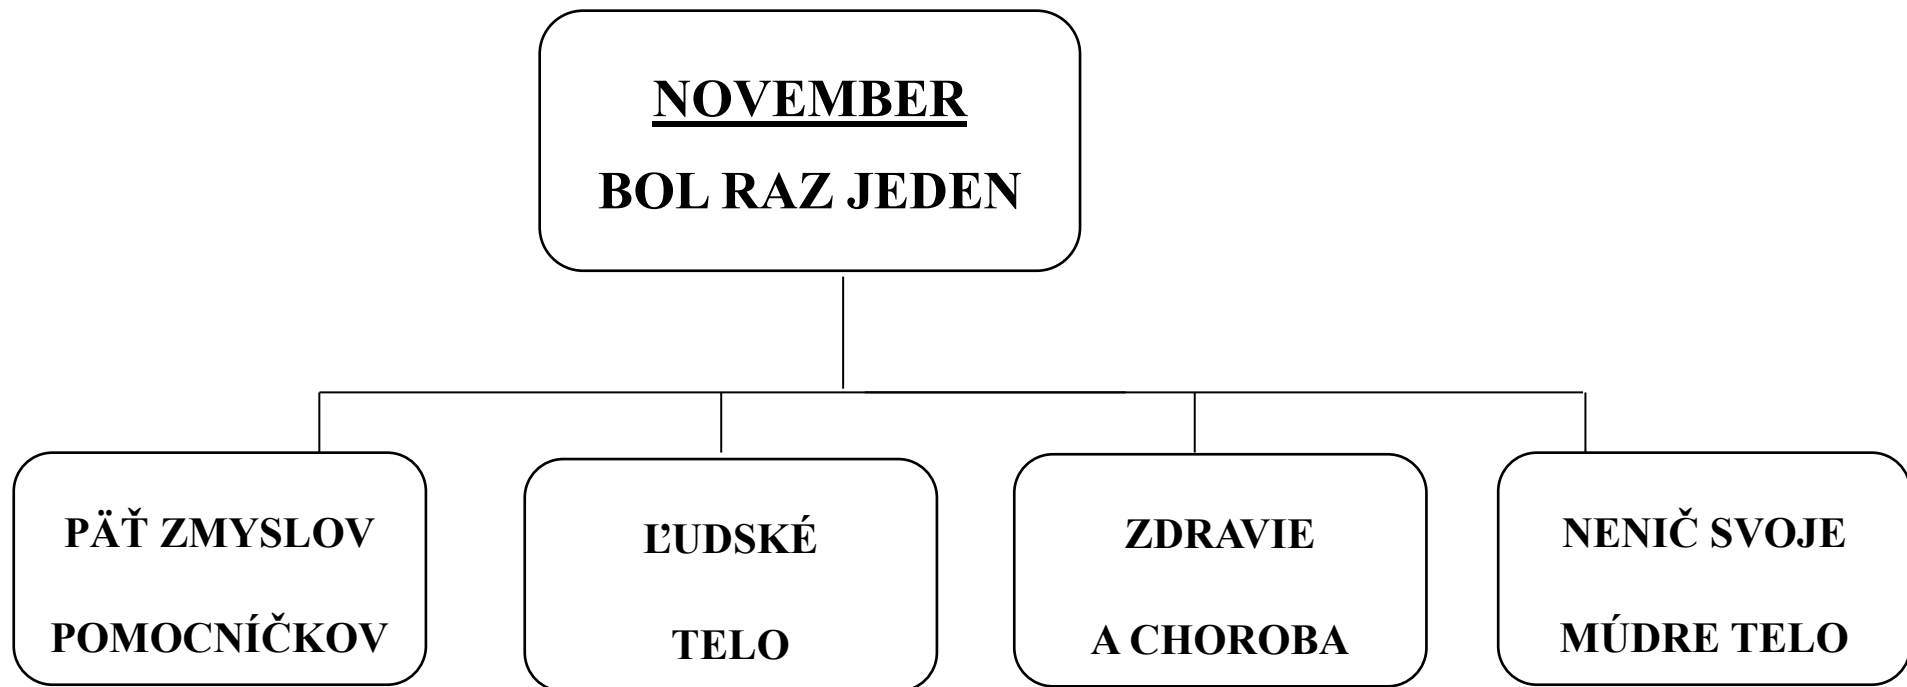 NOVEMBER
BOL RAZ JEDEN
PÄŤ ZMYSLOV
POMOCNÍČKOV
ĽUDSKÉ
TELO
ZDRAVIE
A CHOROBA
NENIČ SVOJE
MÚDRE TELO